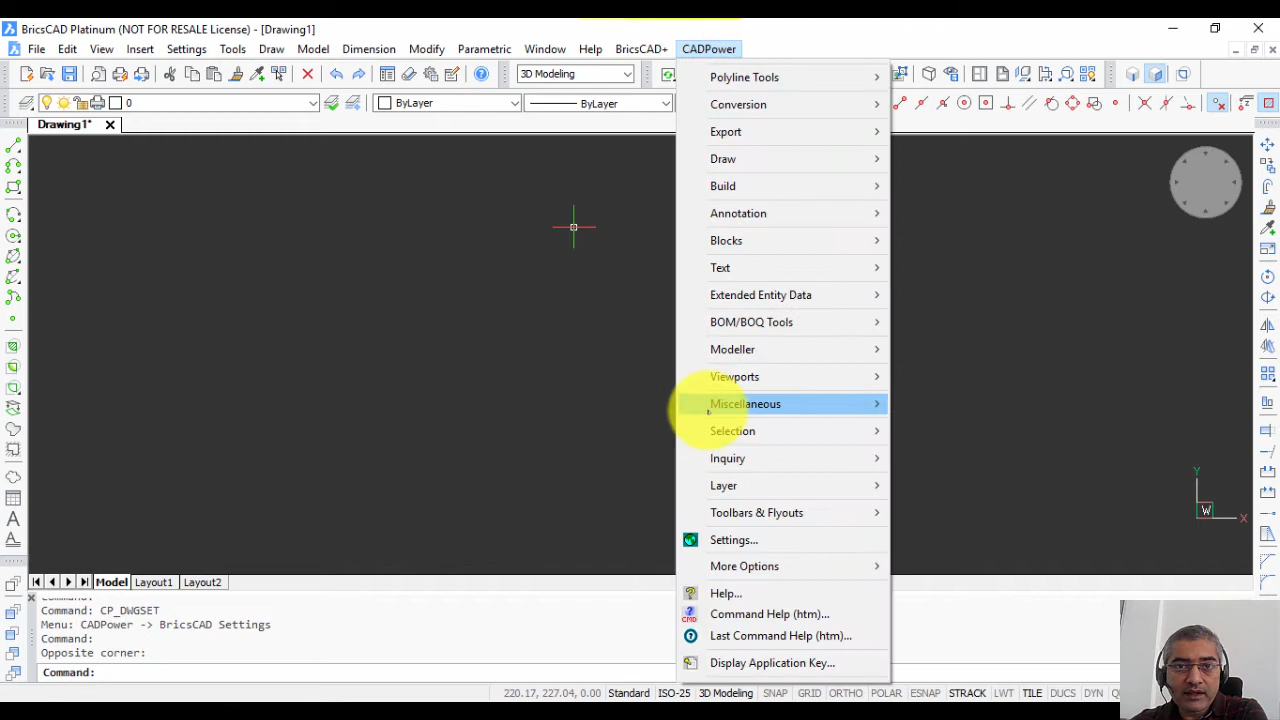 BricsCAD Platinum (NOT FOR RESALE License) - [Drawing1]
File Edit View Insert Settings Tools Draw Model Dimension Modify Parametric Window Help BricsCAD+ CADPower
3D Modeling
0 ByLayer ByLayer
Drawing1*
Polyline Tools
Conversion
Export
Draw
Build
Annotation
Blocks
Text
Extended Entity Data
BOM/BOQ Tools
Modeller
Viewports
Miscellaneous
Selection
Inquiry
Layer
Toolbars & Flyouts
Settings...
More Options
Help...
Command Help (htm)...
Last Command Help (htm)...
Display Application Key...
Y
W
X
Model Layout1 Layout2
Command:
Command: CP_DWGSET
Menu: CADPower -> BricsCAD Settings
Command:
Opposite corner:
Command:
220.17, 227.04, 0.00 Standard ISO-25 3D Modeling SNAP GRID ORTHO POLAR ESNAP STRACK LWT TILE DUCS DYN